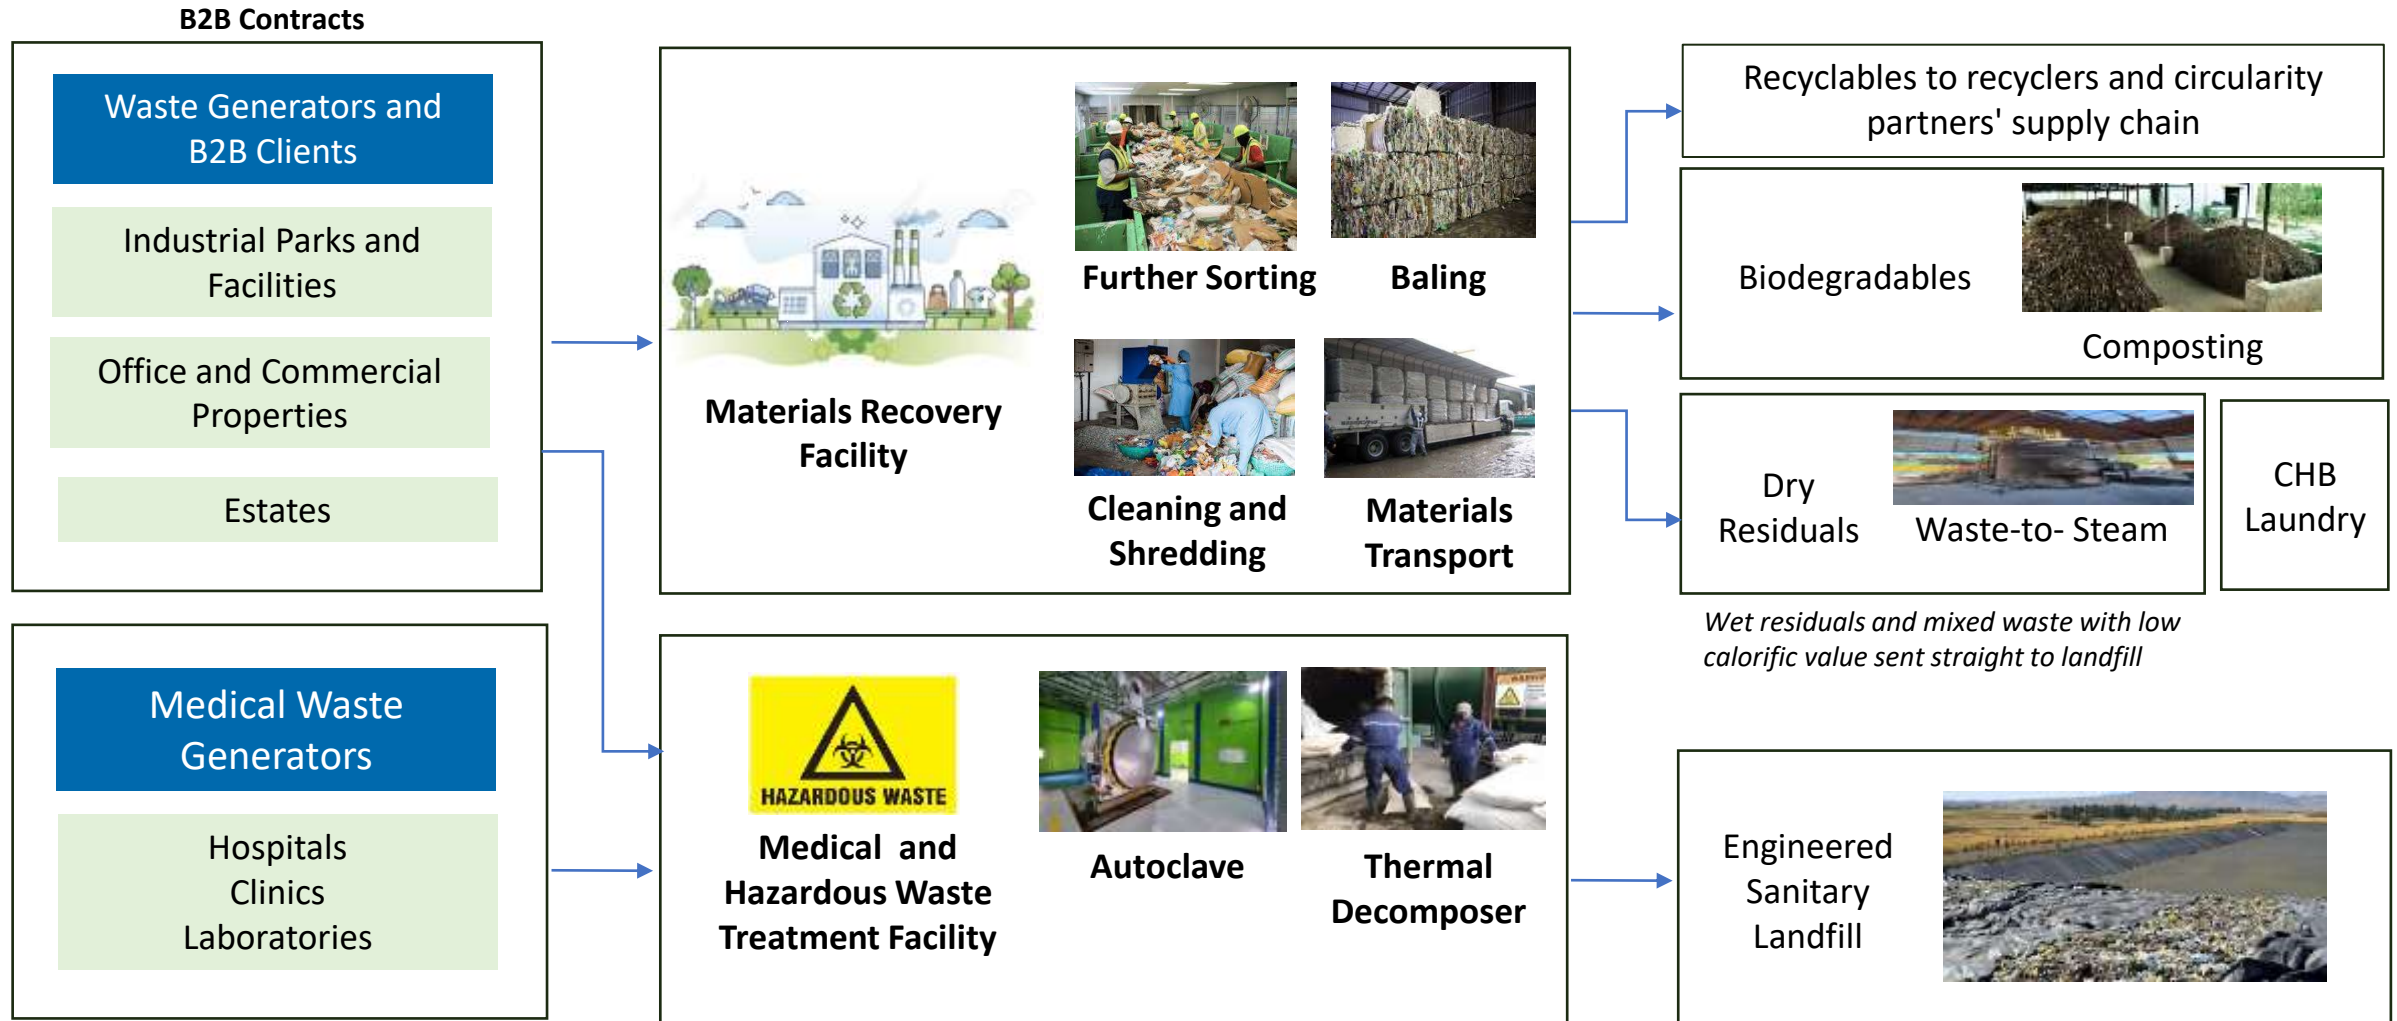 B2B Contracts
Waste Generators and
B2B Clients
Industrial Parks and
Facilities
Office and Commercial
Properties
Estates
Medical Waste
Generators
Hospitals
Clinics
Laboratories
Materials Recovery
Facility
Further Sorting
Baling
Cleaning and
Shredding
Materials
Transport
HAZARDOUS WASTE
Medical and
Hazardous Waste
Treatment Facility
Autoclave
Thermal
Decomposer
Recyclables to recyclers and circularity
partners' supply chain
Biodegradables
Composting
Dry
Residuals
Waste-to- Steam
CHB
Laundry
Wet residuals and mixed waste with low
calorific value sent straight to landfill
Engineered
Sanitary
Landfill